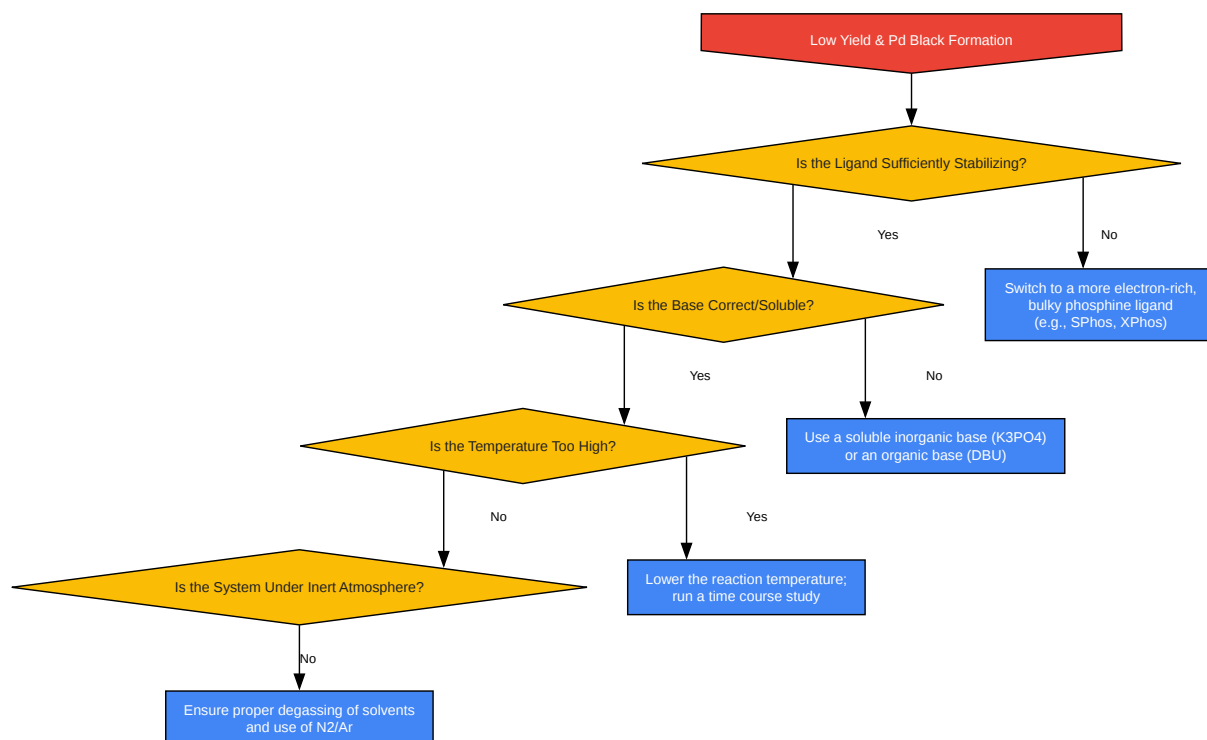 Low Yield & Pd Black Formation
Is the Ligand Sufficiently Stabilizing?
Yes
No
Switch to a more electron-rich,
bulky phosphine ligand
(e.g., SPhos, XPhos)
Is the Base Correct/Soluble?
Yes
No
Use a soluble inorganic base (K3PO4)
or an organic base (DBU)
Is the Temperature Too High?
No
Yes
Lower the reaction temperature;
run a time course study
Is the System Under Inert Atmosphere?
No
Ensure proper degassing of solvents
and use of N2/Ar